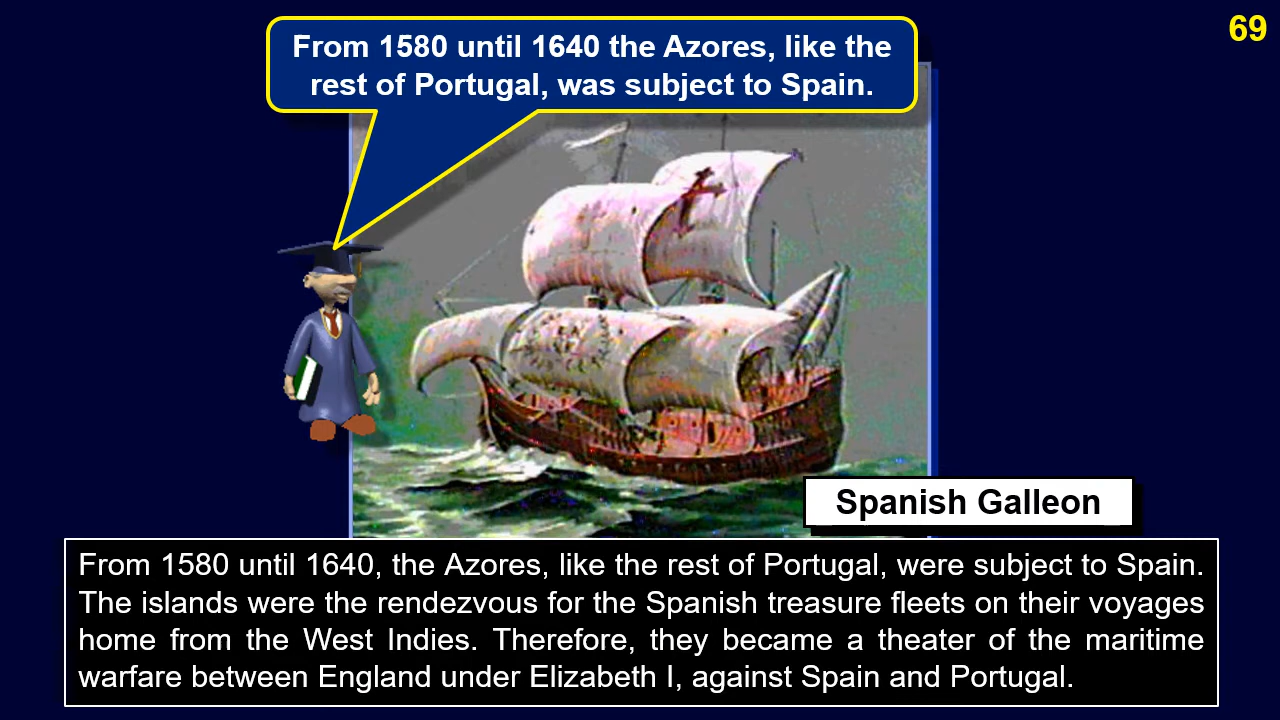 69
From 1580 until 1640 the Azores, like the
rest of Portugal, was subject to Spain.
Spanish Galleon
From 1580 until 1640, the Azores, like the rest of Portugal, were subject to Spain.
The islands were the rendezvous for the Spanish treasure fleets on their voyages
home from the West Indies. Therefore, they became a theater of the maritime
warfare between England under Elizabeth I, against Spain and Portugal.